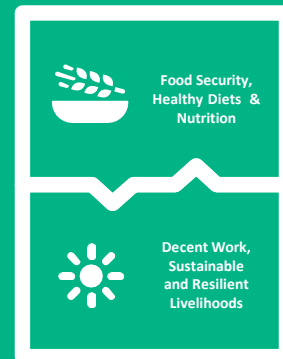 Food Security,
Healthy Diets &
Nutrition
Decent Work,
Sustainable
and Resilient
Livelihoods